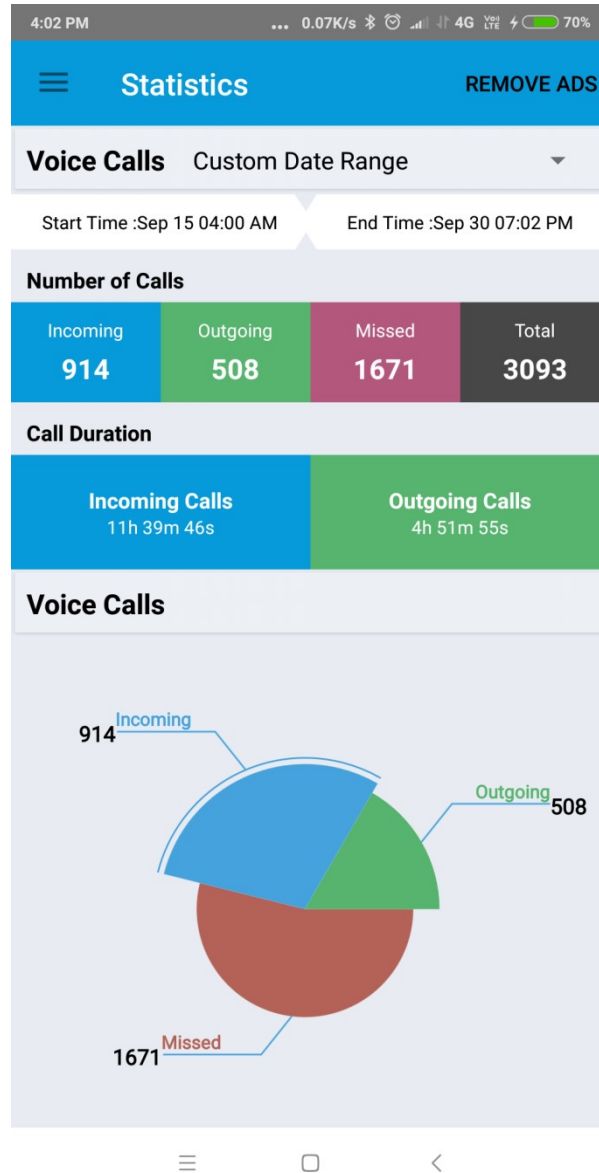 4:02 PM ... 0.07K/s 4G VoLTE 70%
Statistics REMOVE ADS
Voice Calls Custom Date Range
Start Time :Sep 15 04:00 AM End Time :Sep 30 07:02 PM
Number of Calls
Incoming Outgoing Missed Total
914 508 1671 3093
Call Duration
Incoming Calls Outgoing Calls
11h 39m 46s 4h 51m 55s
Voice Calls
Incoming
914
Outgoing
508
Missed
1671